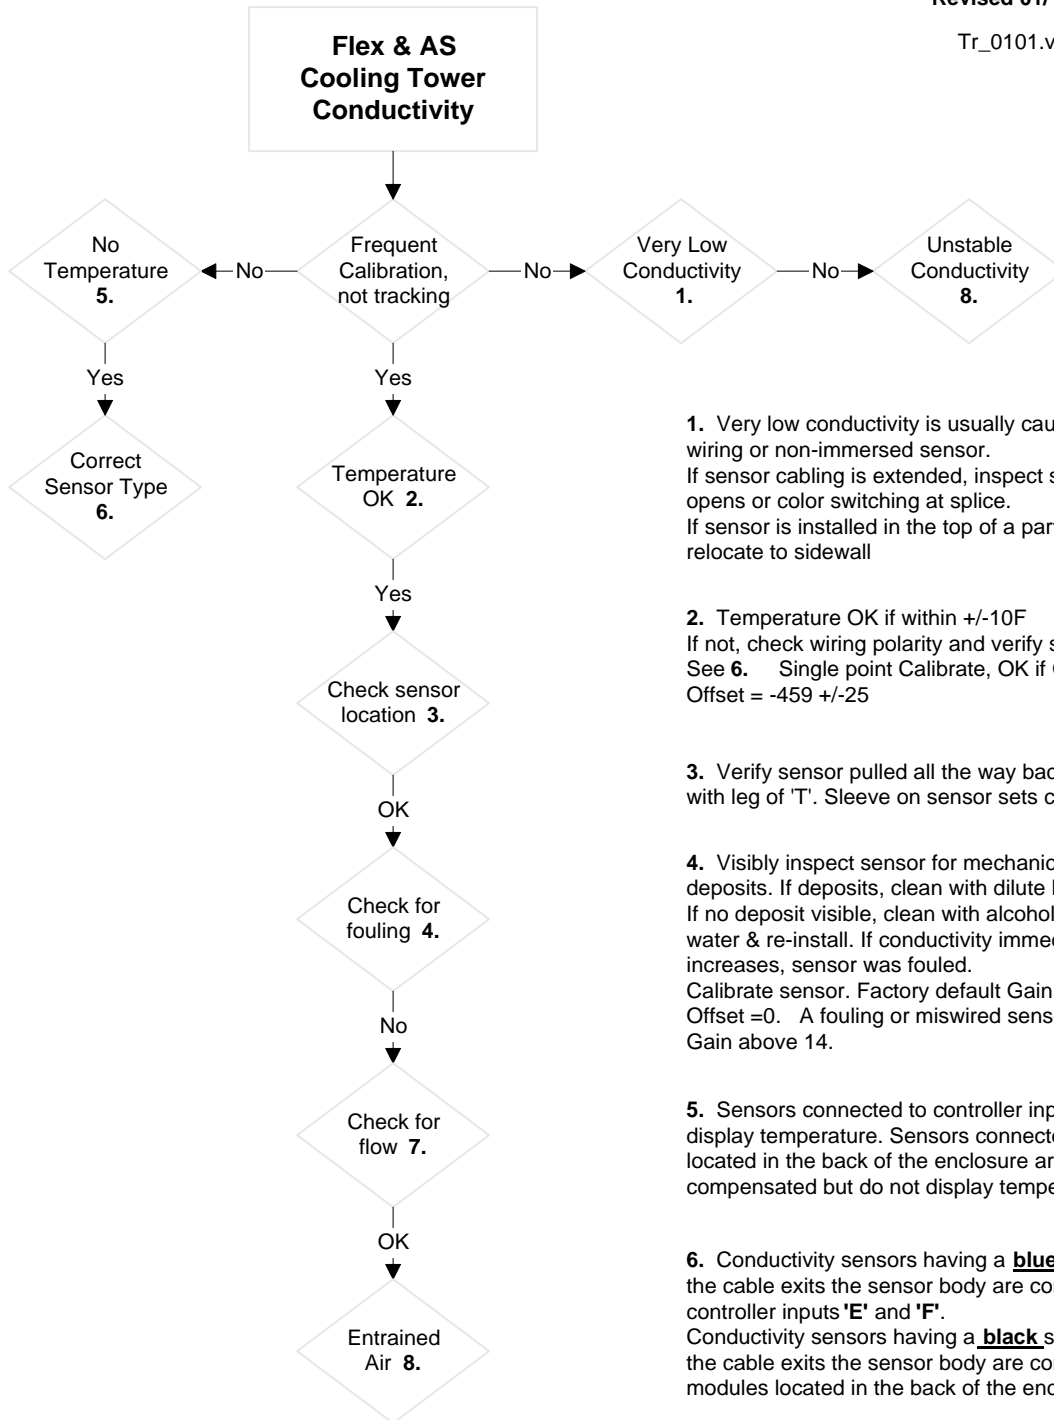 Revised 01/
Tr_0101.v
Flex & AS
Cooling Tower
Conductivity
No
Temperature
5.
No
Frequent
Calibration,
not tracking
No
Very Low
Conductivity
1.
No
Unstable
Conductivity
8.
Yes
Yes
Correct
Sensor Type
6.
Temperature
OK 2.
Yes
Check sensor
location 3.
OK
Check for
fouling 4.
No
Check for
flow 7.
OK
Entrained
Air 8.
1. Very low conductivity is usually cau
wiring or non-immersed sensor.
If sensor cabling is extended, inspect s
opens or color switching at splice.
If sensor is installed in the top of a par
relocate to sidewall
2. Temperature OK if within +/-10F
If not, check wiring polarity and verify s
See 6. Single point Calibrate, OK if
Offset = -459 +/-25
3. Verify sensor pulled all the way bac
with leg of 'T'. Sleeve on sensor sets c
4. Visibly inspect sensor for mechanic
deposits. If deposits, clean with dilute
If no deposit visible, clean with alcohol
water & re-install. If conductivity immed
increases, sensor was fouled.
Calibrate sensor. Factory default Gain
Offset =0. A fouling or miswired sens
Gain above 14.
5. Sensors connected to controller inp
display temperature. Sensors connecte
located in the back of the enclosure ar
compensated but do not display tempe
6. Conductivity sensors having a blue
the cable exits the sensor body are co
controller inputs 'E' and 'F'.
Conductivity sensors having a black s
the cable exits the sensor body are co
modules located in the back of the enc